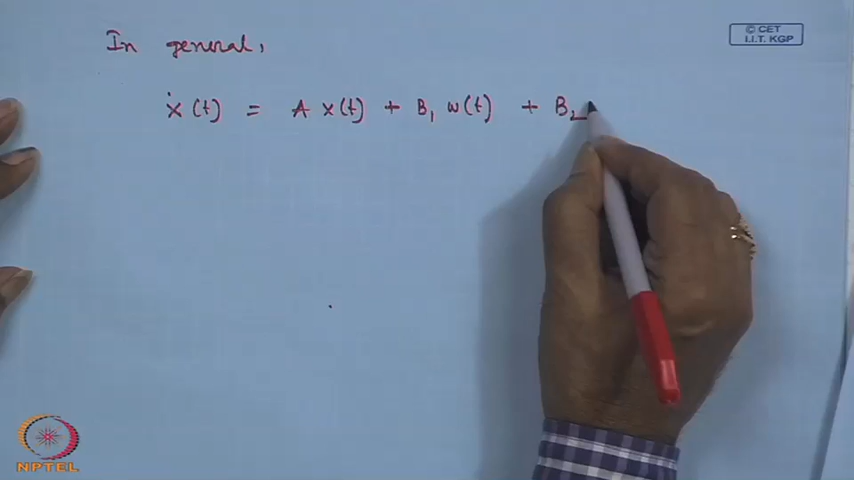 In general,
© CET
I.I.T. KGP
ẋ(t) = A x(t) + B₁ w(t) + B₂
NPTEL